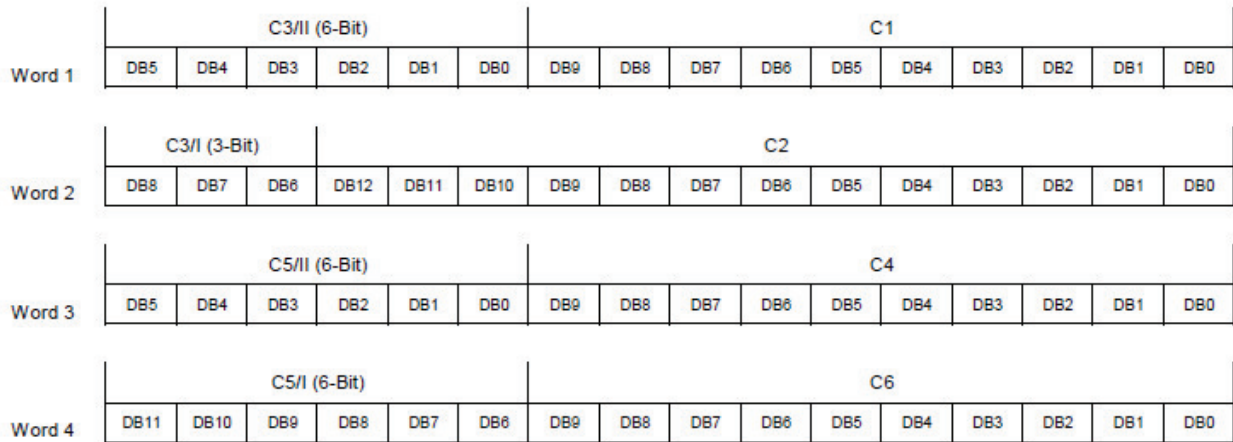 C3/II (6-Bit) C1
Word 1 DB5 DB4 DB3 DB2 DB1 DB0 DB9 DB8 DB7 DB6 DB5 DB4 DB3 DB2 DB1 DB0
C3/I (3-Bit) C2
Word 2 DB8 DB7 DB6 DB12 DB11 DB10 DB9 DB8 DB7 DB6 DB5 DB4 DB3 DB2 DB1 DB0
C5/II (6-Bit) C4
Word 3 DB5 DB4 DB3 DB2 DB1 DB0 DB9 DB8 DB7 DB6 DB5 DB4 DB3 DB2 DB1 DB0
C5/I (6-Bit) C6
Word 4 DB11 DB10 DB9 DB8 DB7 DB6 DB9 DB8 DB7 DB6 DB5 DB4 DB3 DB2 DB1 DB0